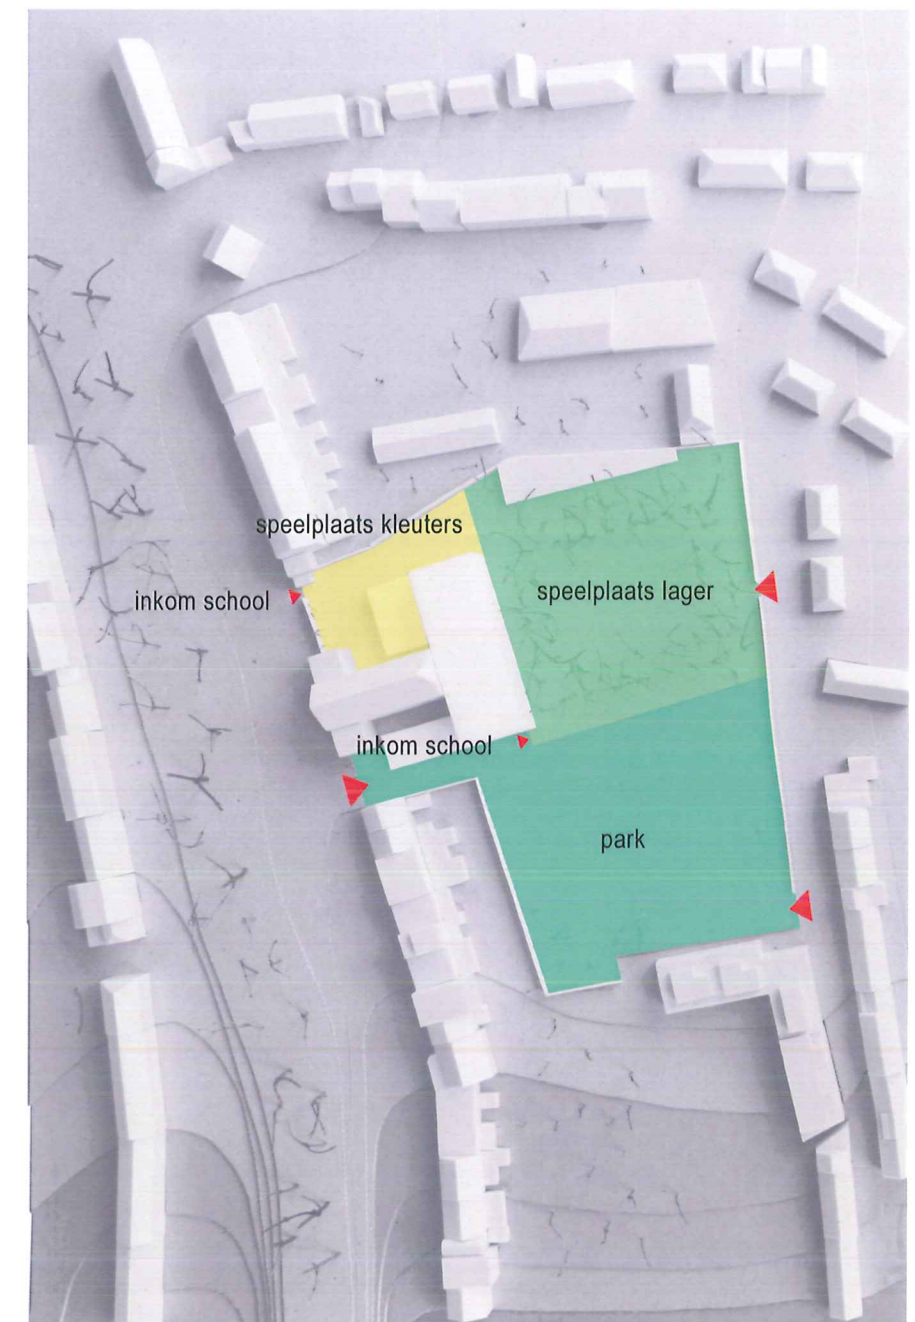 speelplaats kleuters
inkom school
speelplaats lager
inkom school
park